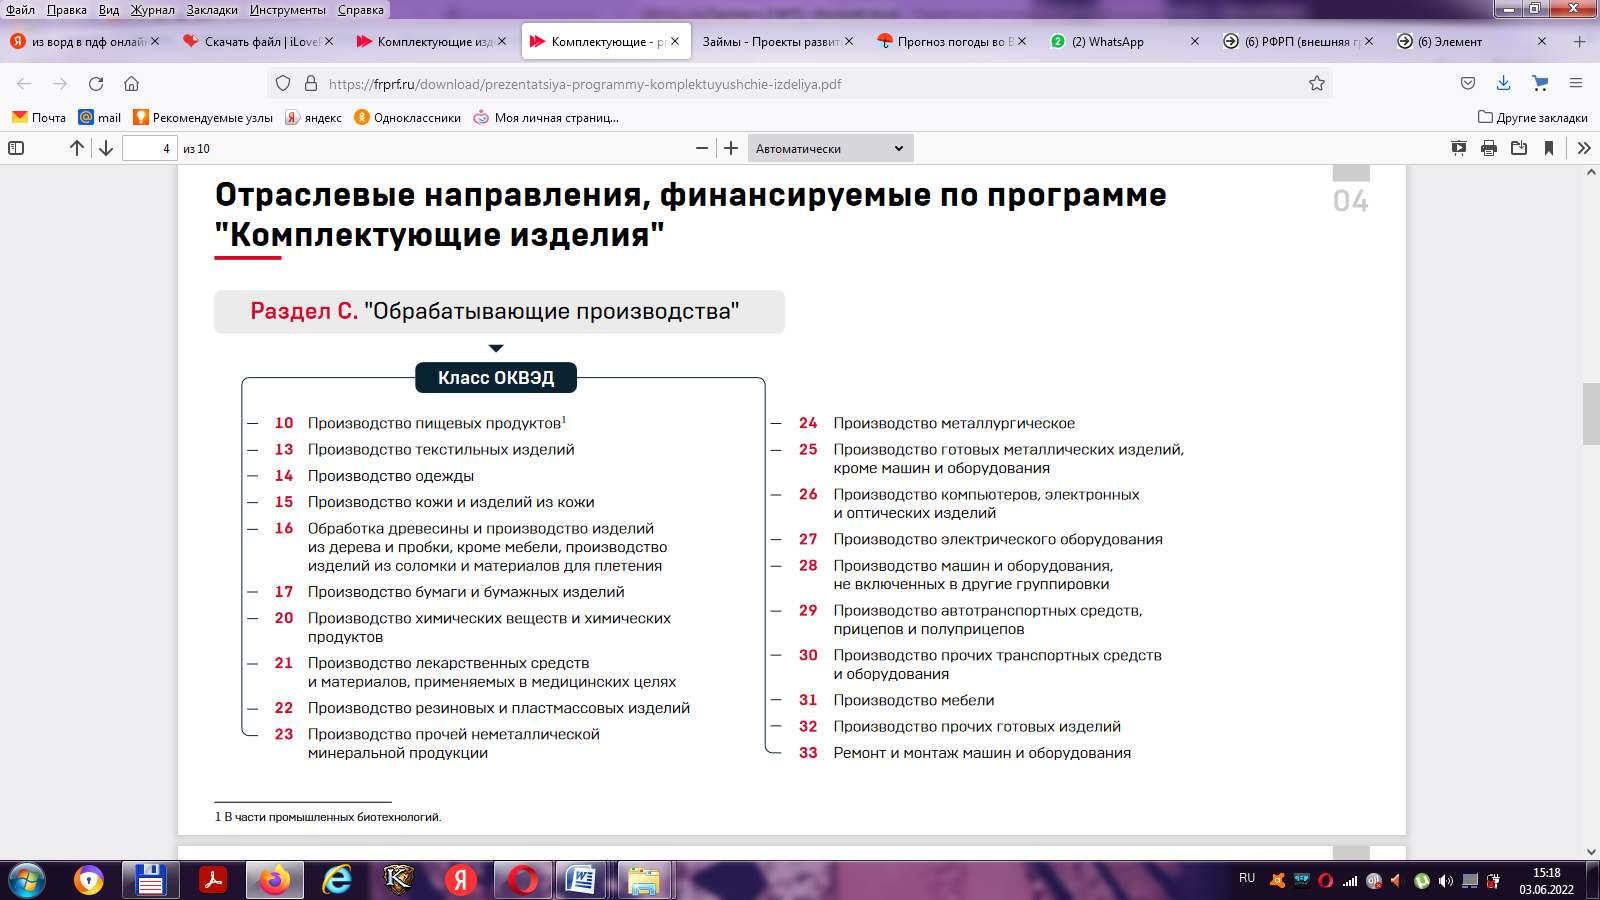 Файл Правка Вид Журнал Закладки Инструменты Справка
из ворд в пдф онлайн
Скачать файл | iLoveP
Комплектующие изд
Комплектующие - pr
Займы - Проекты развит
Прогноз погоды во В
2 (2) WhatsApp
(6) РФРП (внешняя гр
(6) Элемент
https://frprf.ru/download/prezentatsiya-programmy-komplektuyushchie-izdeliya.pdf
Почта
mail
Рекомендуемые узлы
яндекс
Одноклассники
Моя личная страниц...
Другие закладки
4 из 10
Автоматически
Отраслевые направления, финансируемые по программе
"Комплектующие изделия"
04
Раздел С. "Обрабатывающие производства"
Класс ОКВЭД
10 Производство пищевых продуктов1
13 Производство текстильных изделий
14 Производство одежды
15 Производство кожи и изделий из кожи
16 Обработка древесины и производство изделий
из дерева и пробки, кроме мебели, производство
изделий из соломки и материалов для плетения
17 Производство бумаги и бумажных изделий
20 Производство химических веществ и химических
продуктов
21 Производство лекарственных средств
и материалов, применяемых в медицинских целях
22 Производство резиновых и пластмассовых изделий
23 Производство прочей неметаллической
минеральной продукции
24 Производство металлургическое
25 Производство готовых металлических изделий,
кроме машин и оборудования
26 Производство компьютеров, электронных
и оптических изделий
27 Производство электрического оборудования
28 Производство машин и оборудования,
не включенных в другие группировки
29 Производство автотранспортных средств,
прицепов и полуприцепов
30 Производство прочих транспортных средств
и оборудования
31 Производство мебели
32 Производство прочих готовых изделий
33 Ремонт и монтаж машин и оборудования
1 В части промышленных биотехнологий.
RU
15:18
03.06.2022